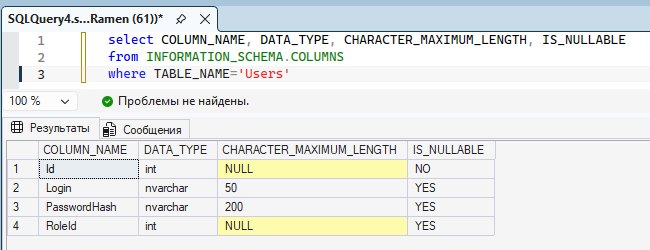 SQLQuery4.s...Ramen (61))*
1 select COLUMN_NAME, DATA_TYPE, CHARACTER_MAXIMUM_LENGTH, IS_NULLABLE
2 from INFORMATION_SCHEMA.COLUMNS
3 where TABLE_NAME='Users'
100 % Проблемы не найдены.
Результаты Сообщения
COLUMN_NAME DATA_TYPE CHARACTER_MAXIMUM_LENGTH IS_NULLABLE
1 Id int NULL NO
2 Login nvarchar 50 YES
3 PasswordHash nvarchar 200 YES
4 RoleId int NULL YES